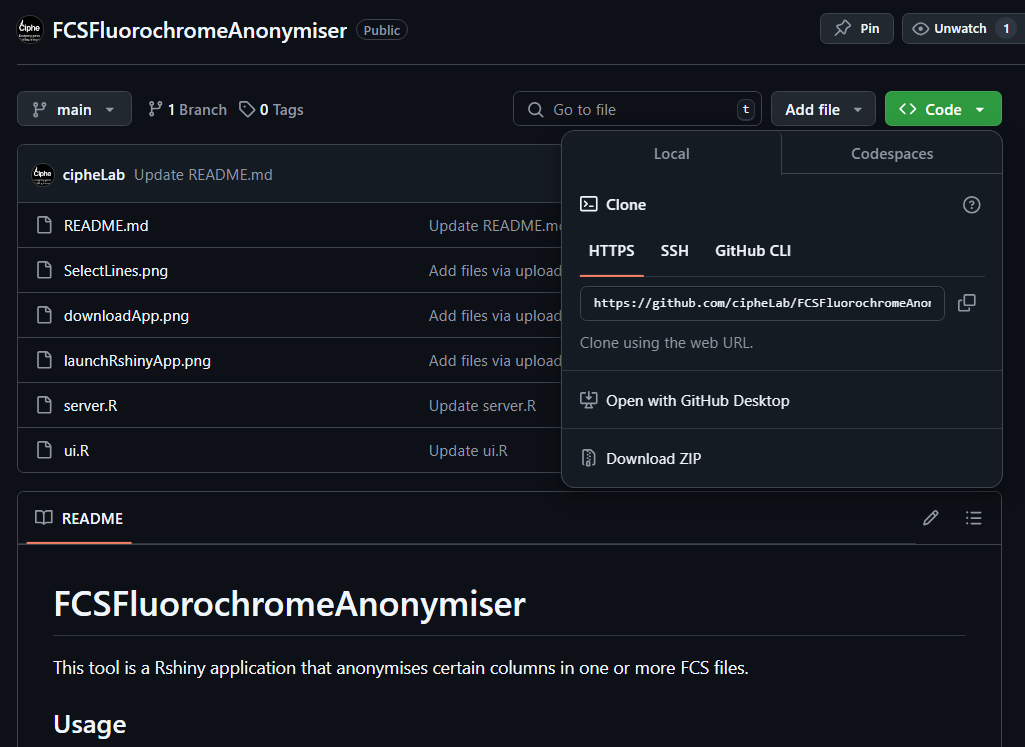 Ciphe
FCSFluorochromeAnonymiser
Public
Pin
Unwatch 1
main
1 Branch
0 Tags
Go to file
t
Add file
Code
Ciphe
cipheLab Update README.md
README.md Update README.md
SelectLines.png Add files via upload
downloadApp.png Add files via upload
launchRshinyApp.png Add files via upload
server.R Update server.R
ui.R Update ui.R
Local
Codespaces
Clone
HTTPS
SSH
GitHub CLI
https://github.com/cipheLab/FCSFluorochromeAnon
Clone using the web URL.
Open with GitHub Desktop
Download ZIP
README
FCSFluorochromeAnonymiser
This tool is a Rshiny application that anonymises certain columns in one or more FCS files.
Usage